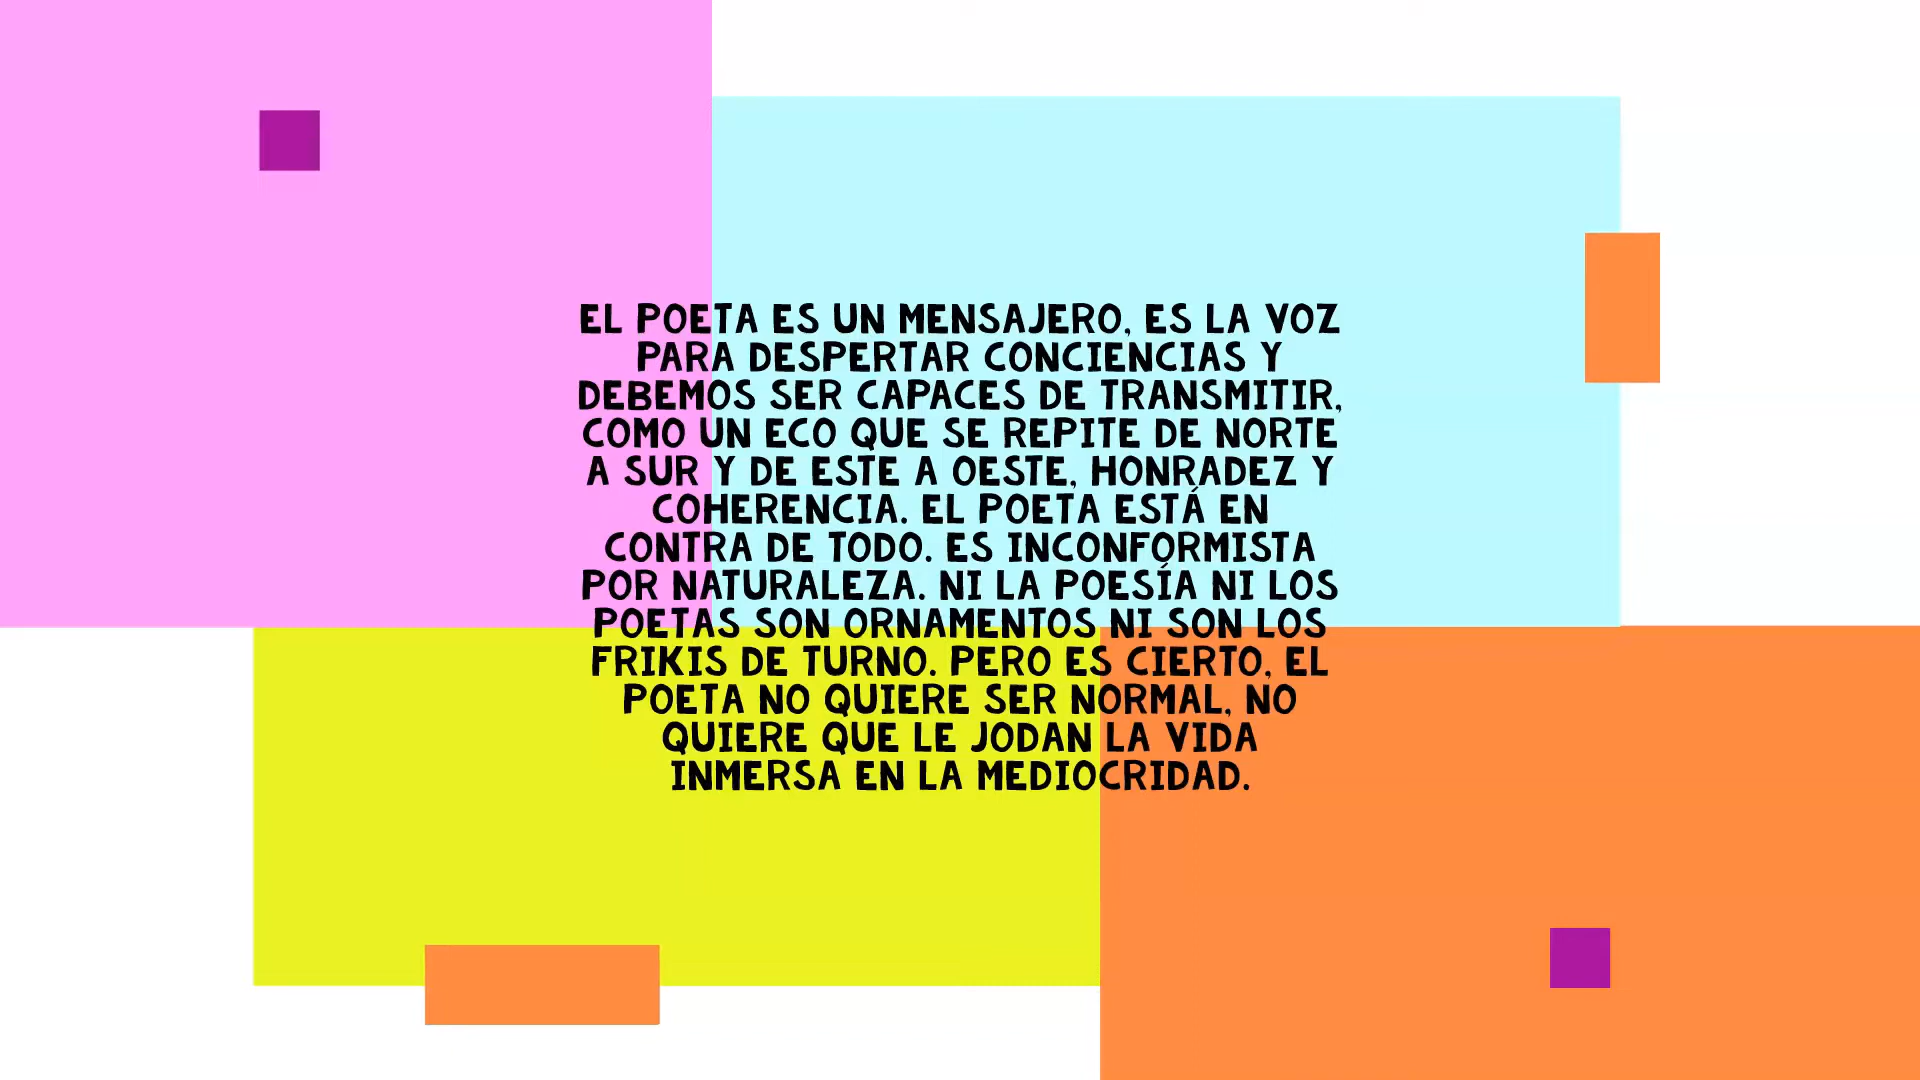 EL POETA ES UN MENSAJERO, ES LA VOZ
PARA DESPERTAR CONCIENCIAS Y
DEBEMOS SER CAPACES DE TRANSMITIR,
COMO UN ECO QUE SE REPITE DE NORTE
A SUR Y DE ESTE A OESTE, HONRADEZ Y
COHERENCIA. EL POETA ESTÁ EN
CONTRA DE TODO. ES INCONFORMISTA
POR NATURALEZA. NI LA POESÍA NI LOS
POETAS SON ORNAMENTOS NI SON LOS
FRIKIS DE TURNO. PERO ES CIERTO, EL
POETA NO QUIERE SER NORMAL, NO
QUIERE QUE LE JODAN LA VIDA
INMERSA EN LA MEDIOCRIDAD.